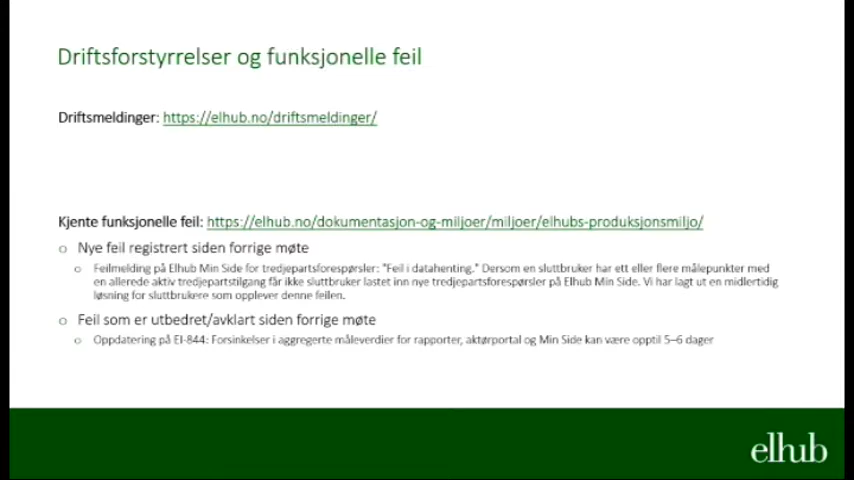 Driftsforstyrrelser og funksjonelle feil
Driftsmeldinger: https://elhub.no/driftsmeldinger/
Kjente funksjonelle feil: https://elhub.no/dokumentasjon-og-miljoer/miljoer/elhubs-produksjonsmiljo/
o Nye feil registrert siden forrige møte
o Feilmelding på Elhub Min Side for tredjepartsforespørsler: "Feil i datahenting." Dersom en sluttbruker har ett eller flere målepunkter med
en allerede aktiv tredjepartstilgang får ikke sluttbruker lastet inn nye tredjepartsforespørsler på Elhub Min Side. Vi har lagt ut en midlertidig
løsning for sluttbrukere som opplever denne feilen.
o Feil som er utbedret/avklart siden forrige møte
o Oppdatering på EI-844: Forsinkelser i aggregerte måleverdier for rapporter, aktørportal og Min Side kan være opptil 5–6 dager
elhub